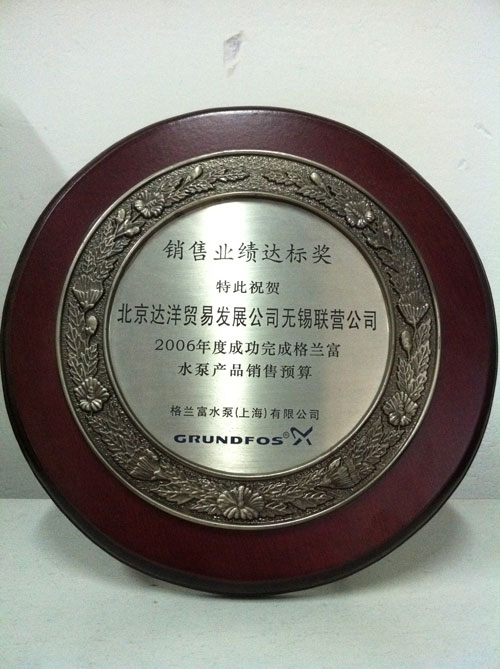 销售业绩达标奖
特此祝贺
北京达洋贸易发展公司无锡联营公司
2006年度成功完成格兰富
水泵产品销售预算
格兰富水泵(上海)有限公司
GRUNDFOS®